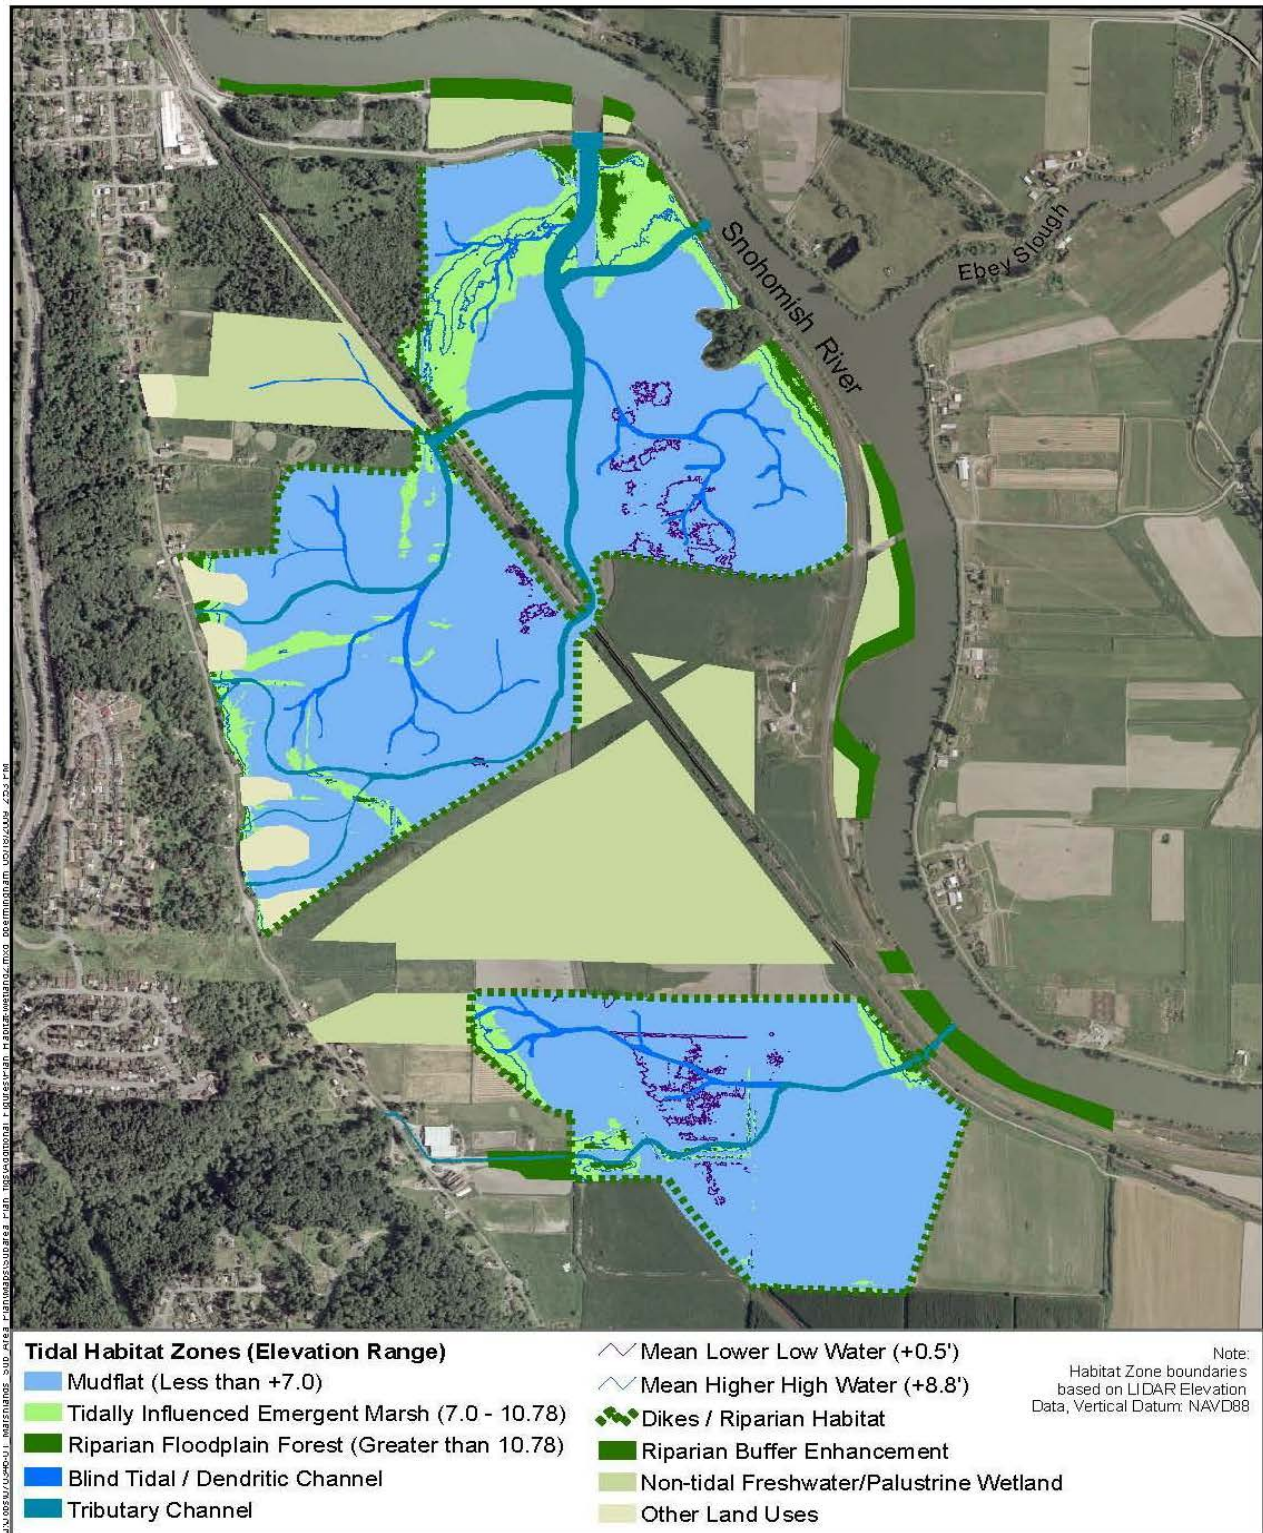 Snohomish River
Ebey Slough
Tidal Habitat Zones (Elevation Range)
Mudflat (Less than +7.0)
Tidally Influenced Emergent Marsh (7.0 - 10.78)
Riparian Floodplain Forest (Greater than 10.78)
Blind Tidal / Dendritic Channel
Tributary Channel
Mean Lower Low Water (+0.5')
Mean Higher High Water (+8.8')
Dikes / Riparian Habitat
Riparian Buffer Enhancement
Non-tidal Freshwater/Palustrine Wetland
Other Land Uses
Note:
Habitat Zone boundaries
based on LIDAR Elevation
Data, Vertical Datum: NAVD88